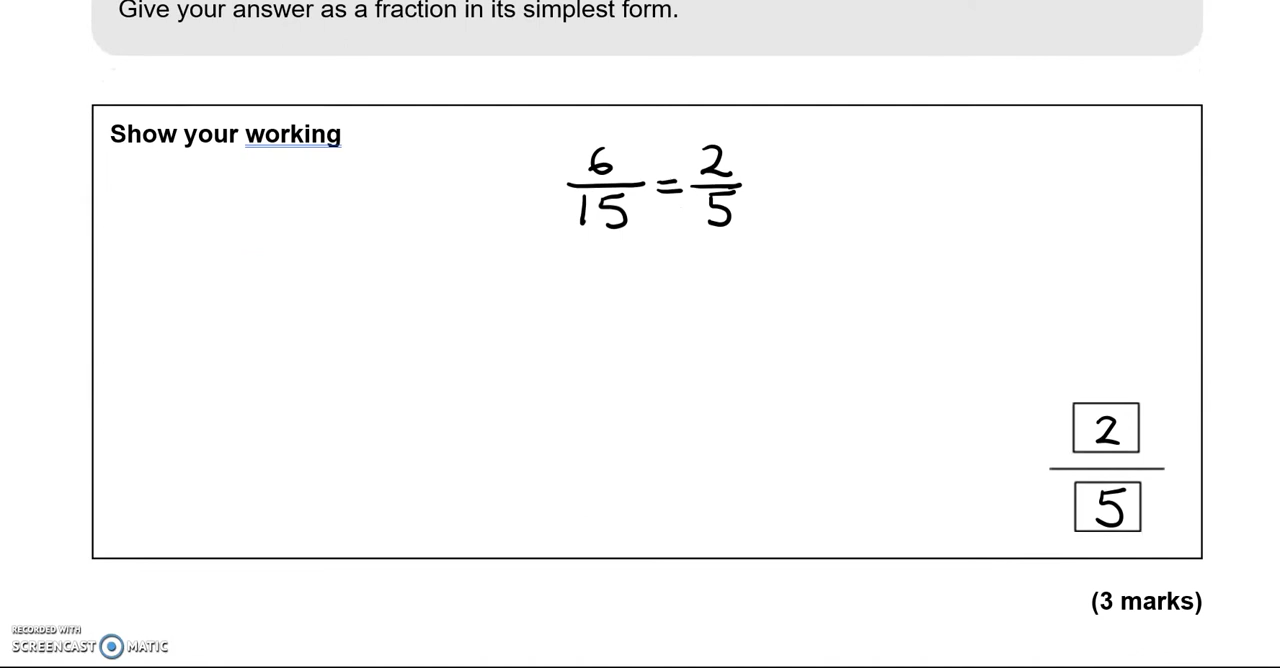 Give your answer as a fraction in its simplest form.
Show your working
6/15 = 2/5
2
5
(3 marks)
RECORDED WITH
SCREENCAST MATIC